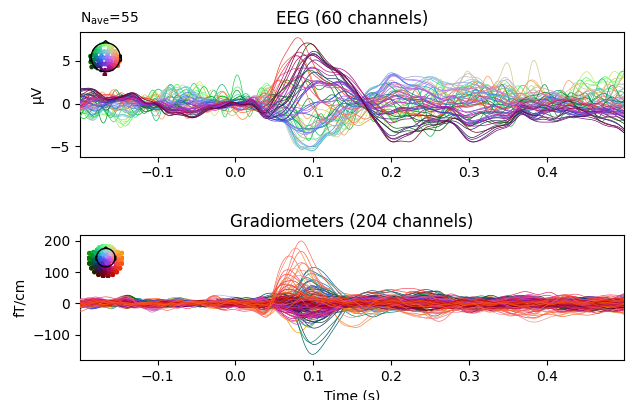 N_ave=55
EEG (60 channels)
5
0
−5
µV
−0.1 0.0 0.1 0.2 0.3 0.4
Gradiometers (204 channels)
200
100
0
−100
fT/cm
−0.1 0.0 0.1 0.2 0.3 0.4
Time (s)